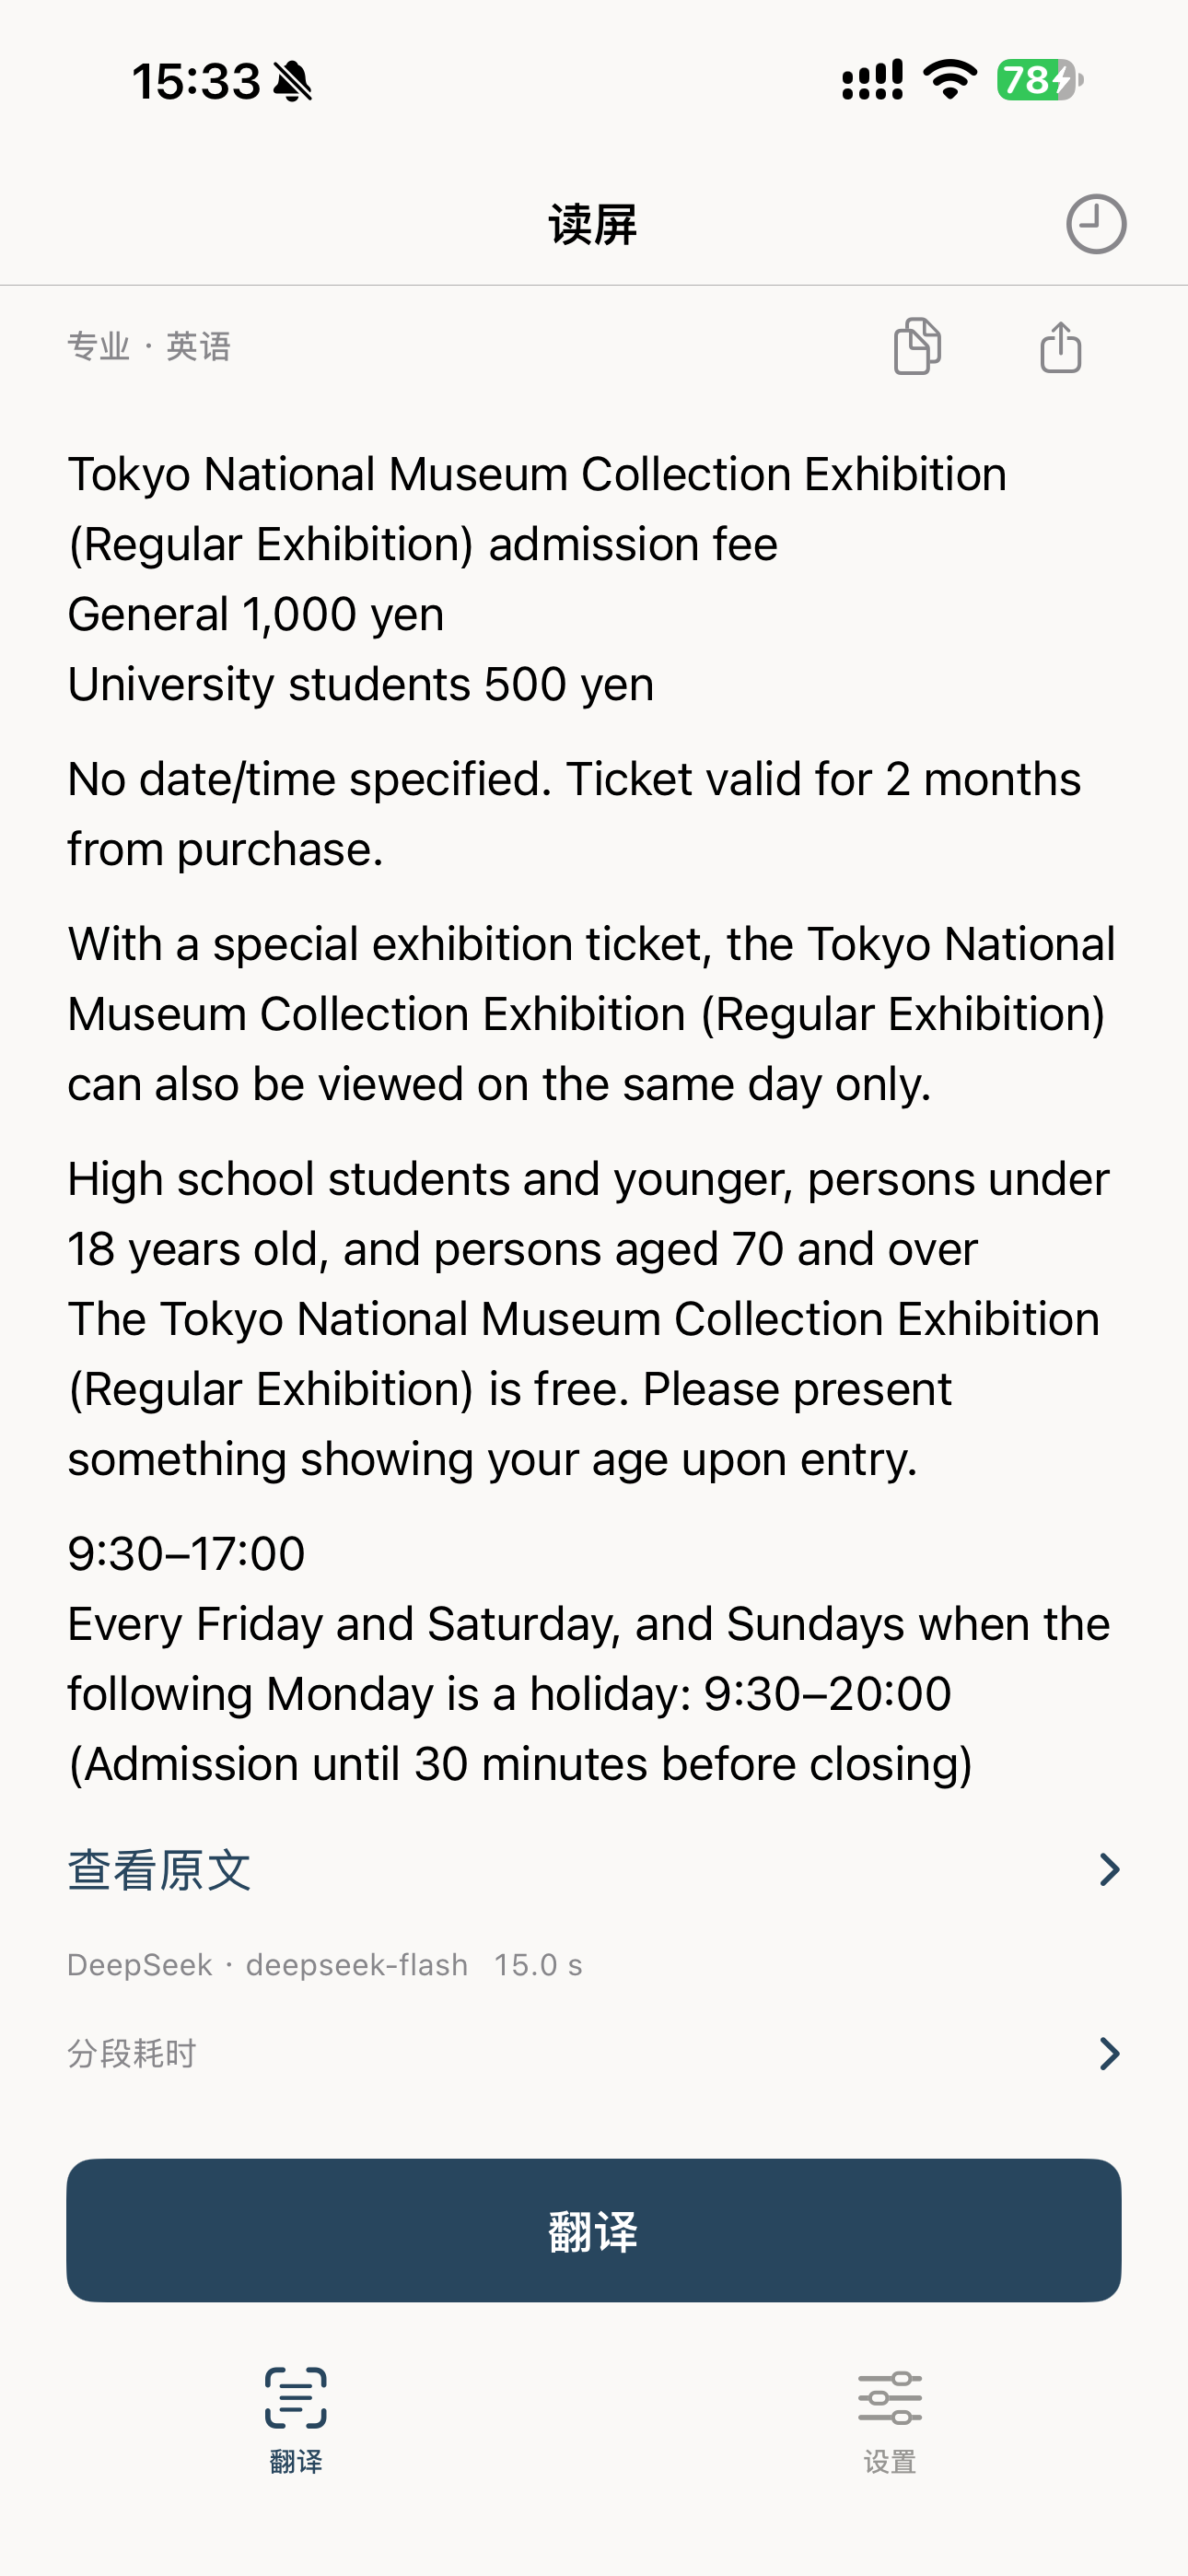 15:33
78
读屏
专业 · 英语
Tokyo National Museum Collection Exhibition
(Regular Exhibition) admission fee
General 1,000 yen
University students 500 yen
No date/time specified. Ticket valid for 2 months
from purchase.
With a special exhibition ticket, the Tokyo National
Museum Collection Exhibition (Regular Exhibition)
can also be viewed on the same day only.
High school students and younger, persons under
18 years old, and persons aged 70 and over
The Tokyo National Museum Collection Exhibition
(Regular Exhibition) is free. Please present
something showing your age upon entry.
9:30–17:00
Every Friday and Saturday, and Sundays when the
following Monday is a holiday: 9:30–20:00
(Admission until 30 minutes before closing)
查看原文
DeepSeek · deepseek-flash 15.0 s
分段耗时
翻译
翻译
设置